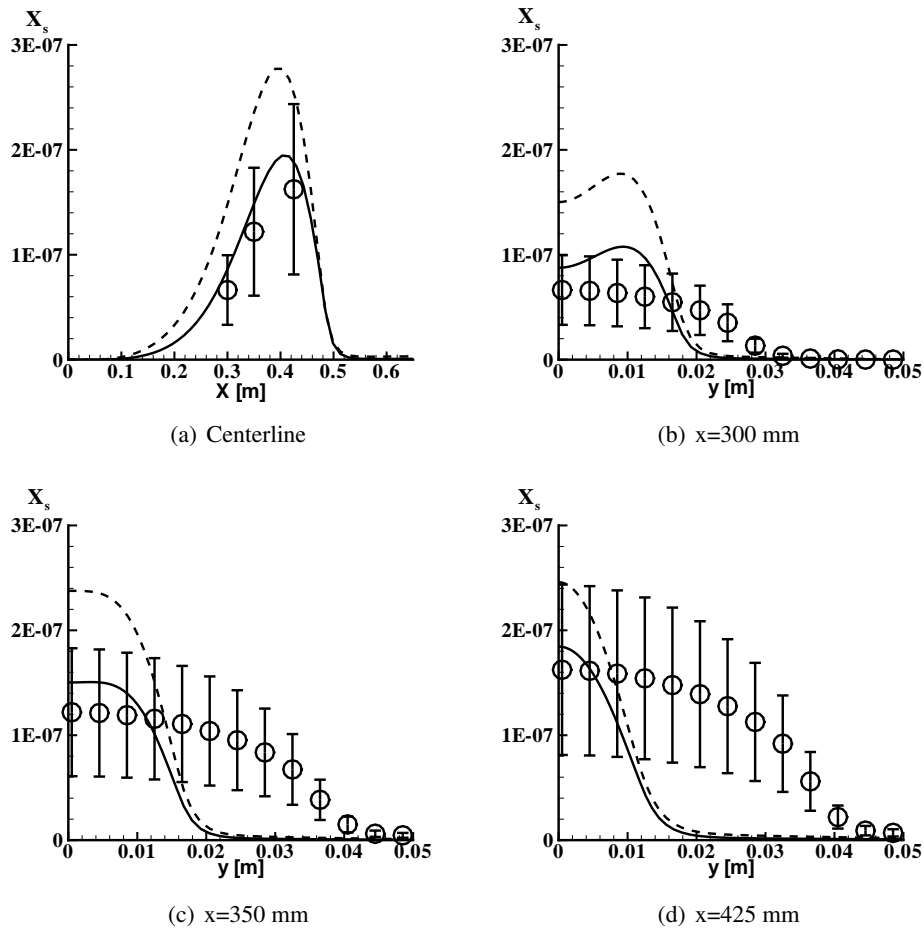 X_s
3E-07
2E-07
1E-07
0
0 0.1 0.2 0.3 0.4 0.5 0.6
X [m]
(a) Centerline
X_s
3E-07
2E-07
1E-07
0
0 0.01 0.02 0.03 0.04 0.05
y [m]
(b) x=300 mm
X_s
3E-07
2E-07
1E-07
0
0 0.01 0.02 0.03 0.04 0.05
y [m]
(c) x=350 mm
X_s
3E-07
2E-07
1E-07
0
0 0.01 0.02 0.03 0.04 0.05
y [m]
(d) x=425 mm